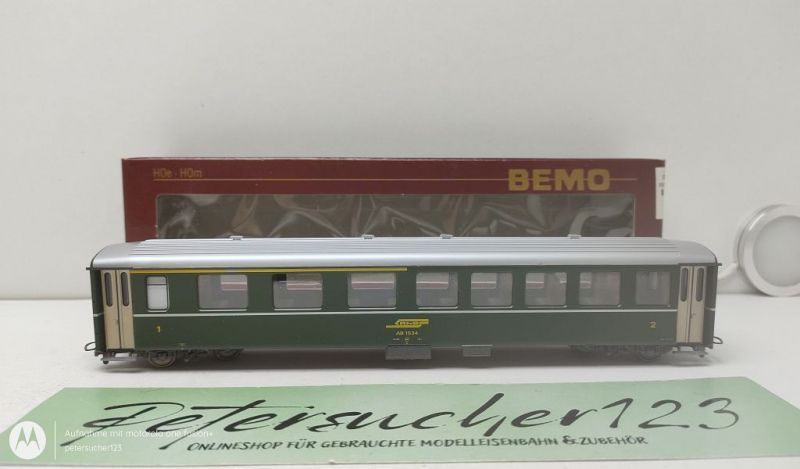 H0e - H0m
BEMO
1
2
AB 1534
Petersucher123
ONLINESHOP FÜR GEBRAUCHTE MODELLEISENBAHN & ZUBEHÖR
Aufnahme mit motorola one fusion+
petersucher123